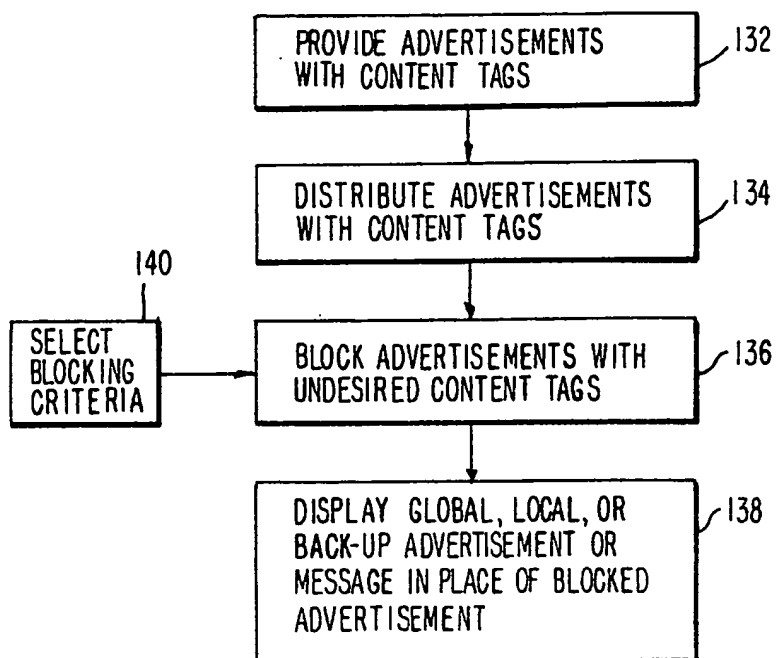 PROVIDE ADVERTISEMENTS
WITH CONTENT TAGS
132
DISTRIBUTE ADVERTISEMENTS
WITH CONTENT TAGS
134
140
SELECT
BLOCKING
CRITERIA
BLOCK ADVERTISEMENTS WITH
UNDESIRED CONTENT TAGS
136
DISPLAY GLOBAL, LOCAL, OR
BACK-UP ADVERTISEMENT OR
MESSAGE IN PLACE OF BLOCKED
ADVERTISEMENT
138